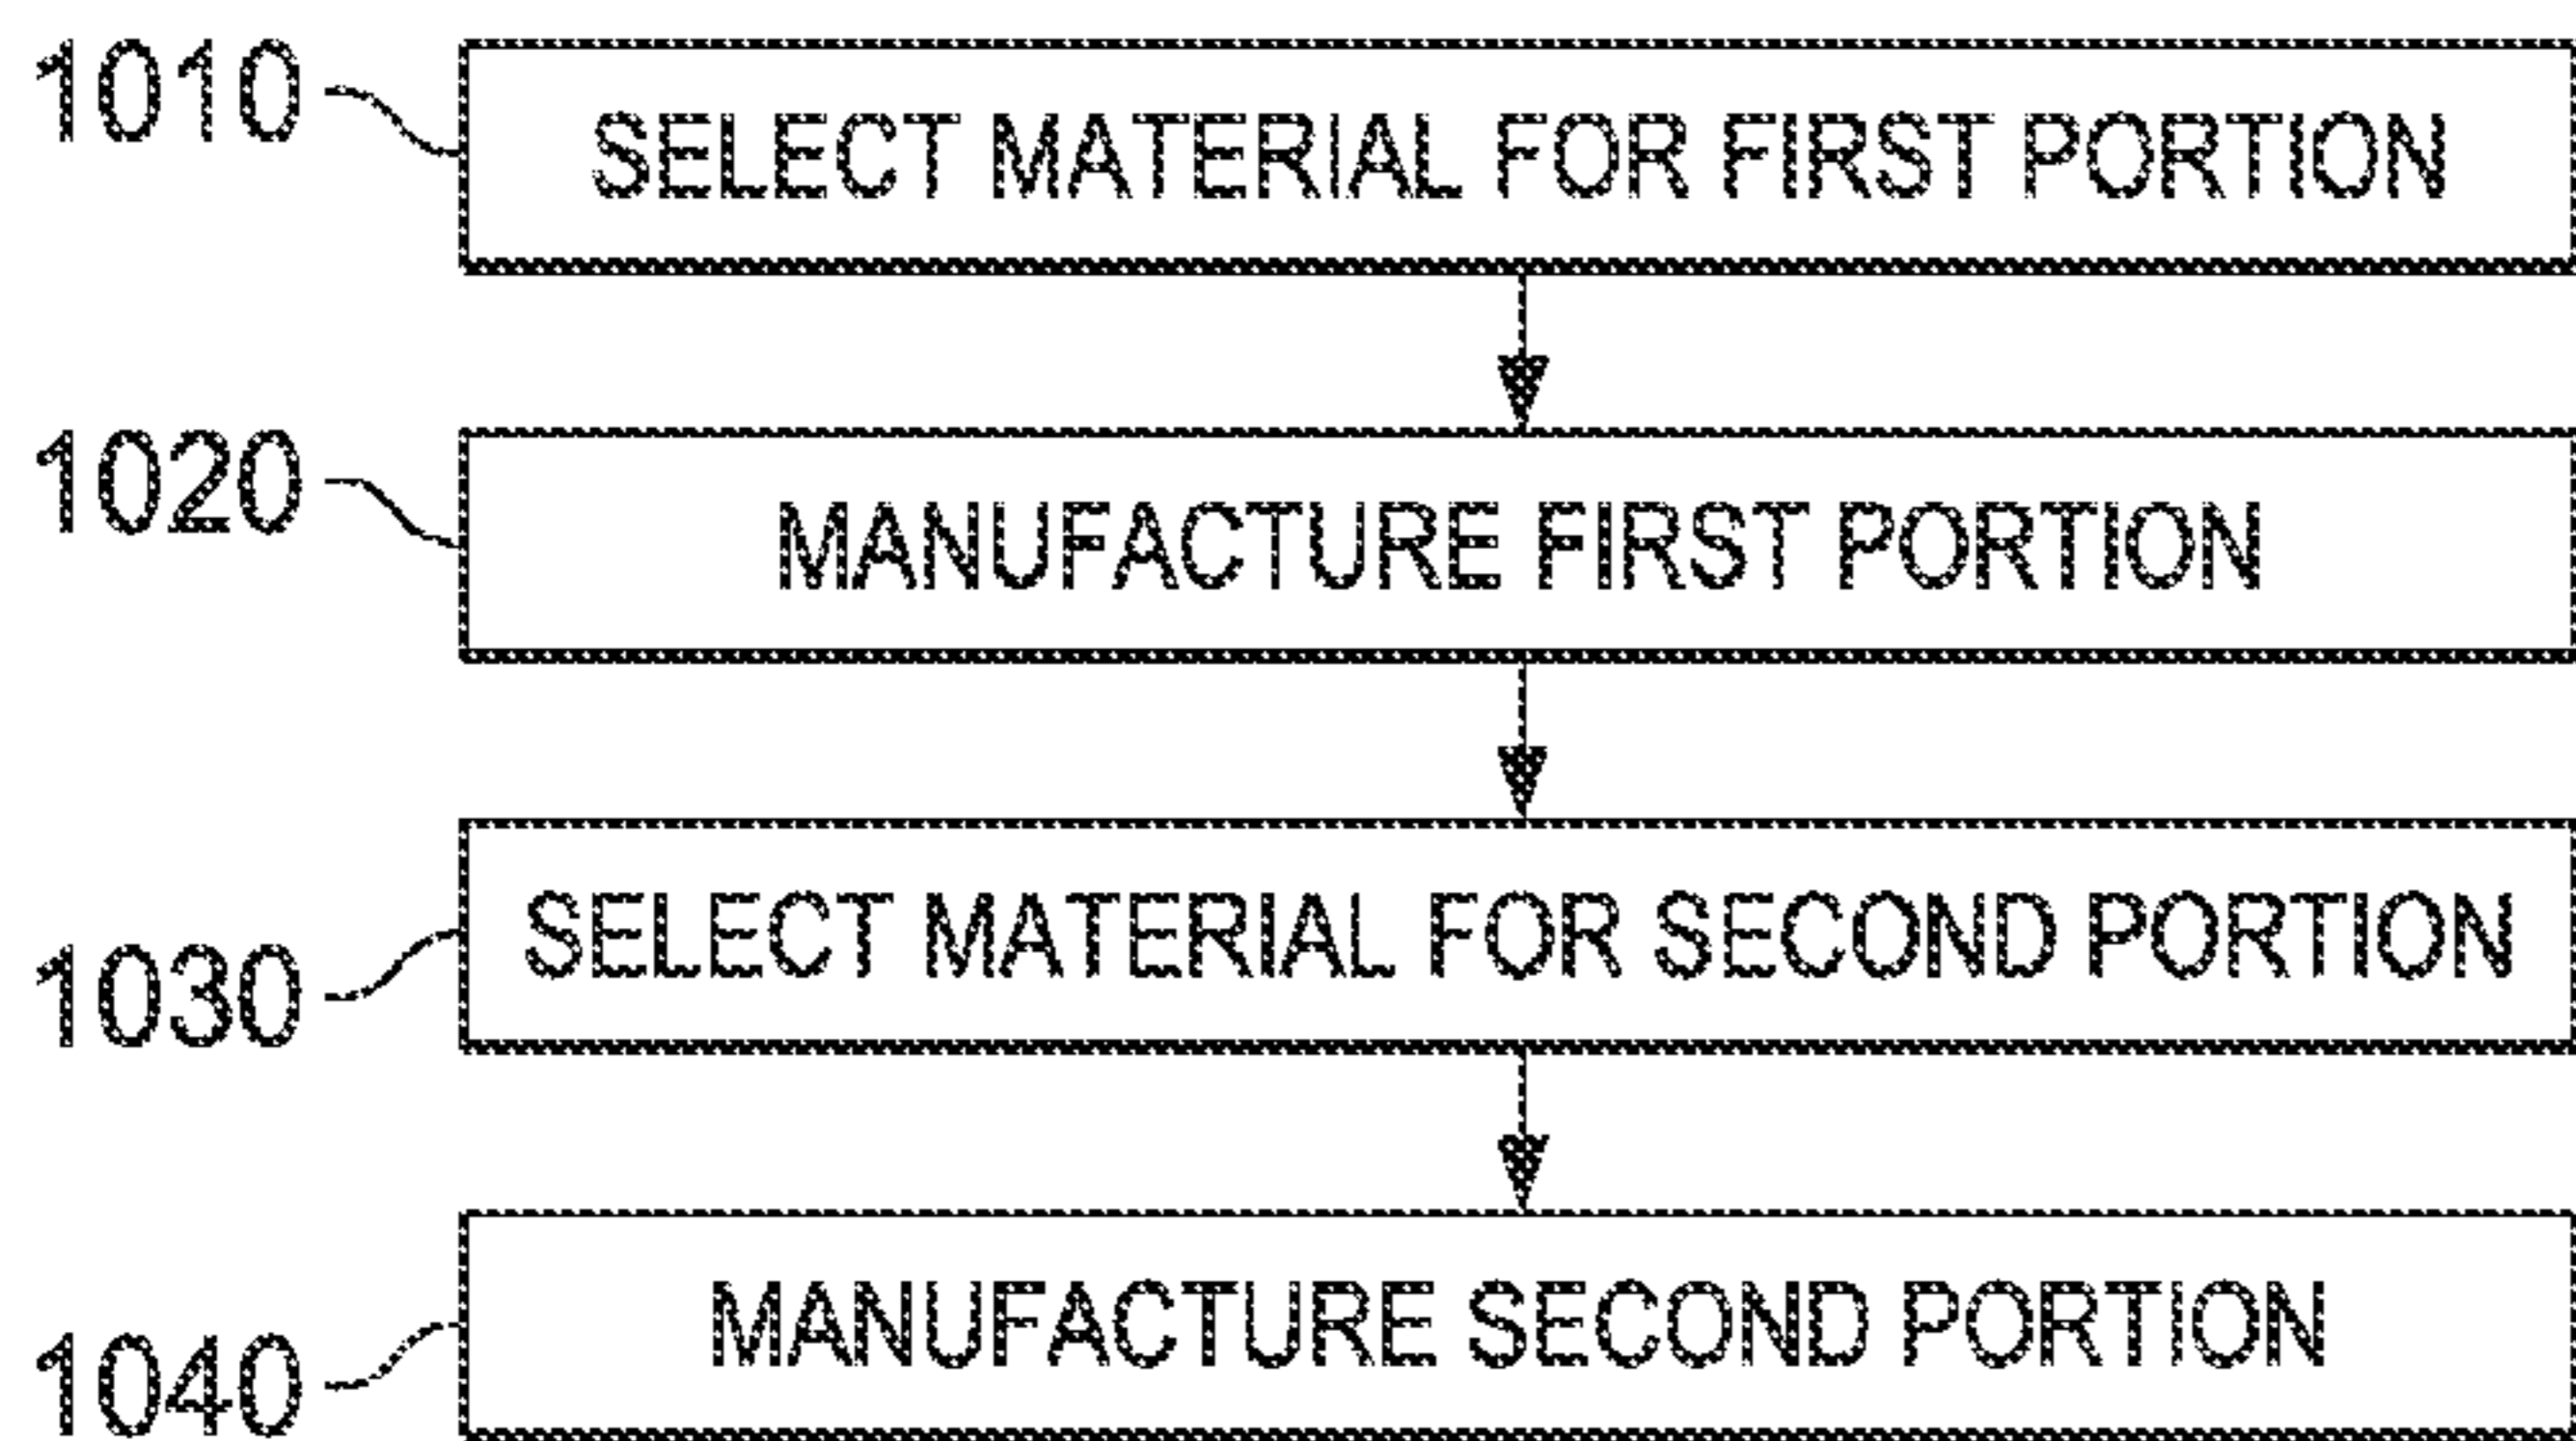 1010 SELECT MATERIAL FOR FIRST PORTION
1020 MANUFACTURE FIRST PORTION
1030 SELECT MATERIAL FOR SECOND PORTION
1040 MANUFACTURE SECOND PORTION